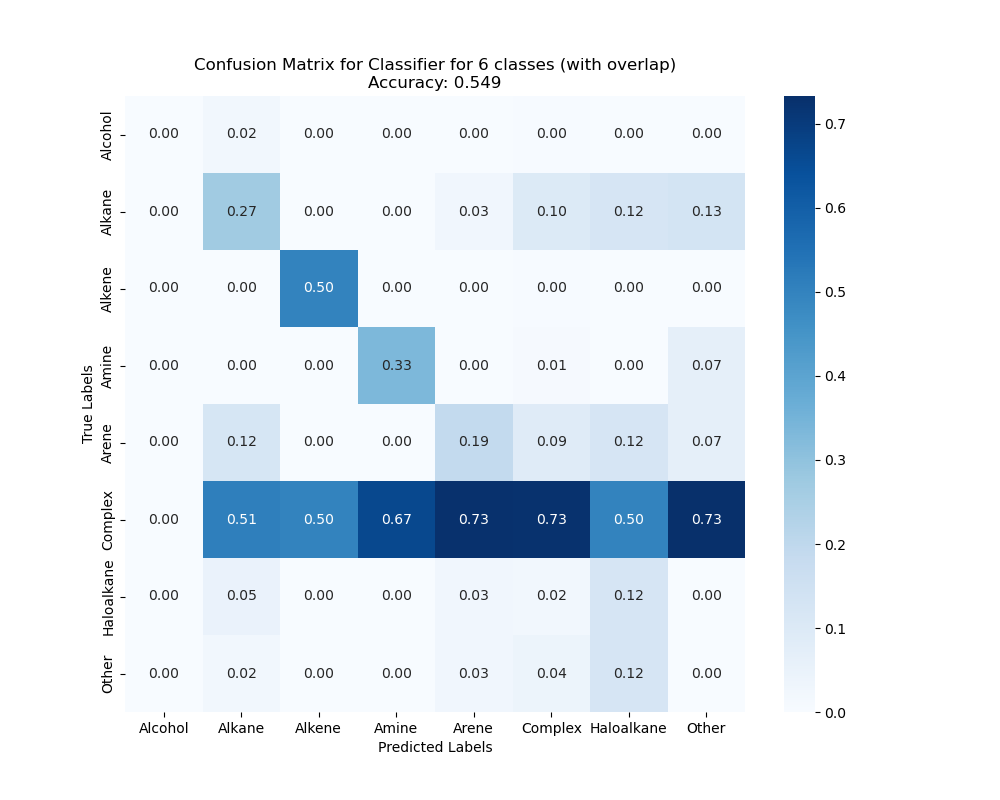 Confusion Matrix for Classifier for 6 classes (with overlap)
Accuracy: 0.549
True Labels
Alcohol 0.00 0.02 0.00 0.00 0.00 0.00 0.00 0.00
Alkane 0.00 0.27 0.00 0.00 0.03 0.10 0.12 0.13
Alkene 0.00 0.00 0.50 0.00 0.00 0.00 0.00 0.00
Amine 0.00 0.00 0.00 0.33 0.00 0.01 0.00 0.07
Arene 0.00 0.12 0.00 0.00 0.19 0.09 0.12 0.07
Complex 0.00 0.51 0.50 0.67 0.73 0.73 0.50 0.73
Haloalkane 0.00 0.05 0.00 0.00 0.03 0.02 0.12 0.00
Other 0.00 0.02 0.00 0.00 0.03 0.04 0.12 0.00
Alcohol Alkane Alkene Amine Arene Complex Haloalkane Other
Predicted Labels
0.7
0.6
0.5
0.4
0.3
0.2
0.1
0.0